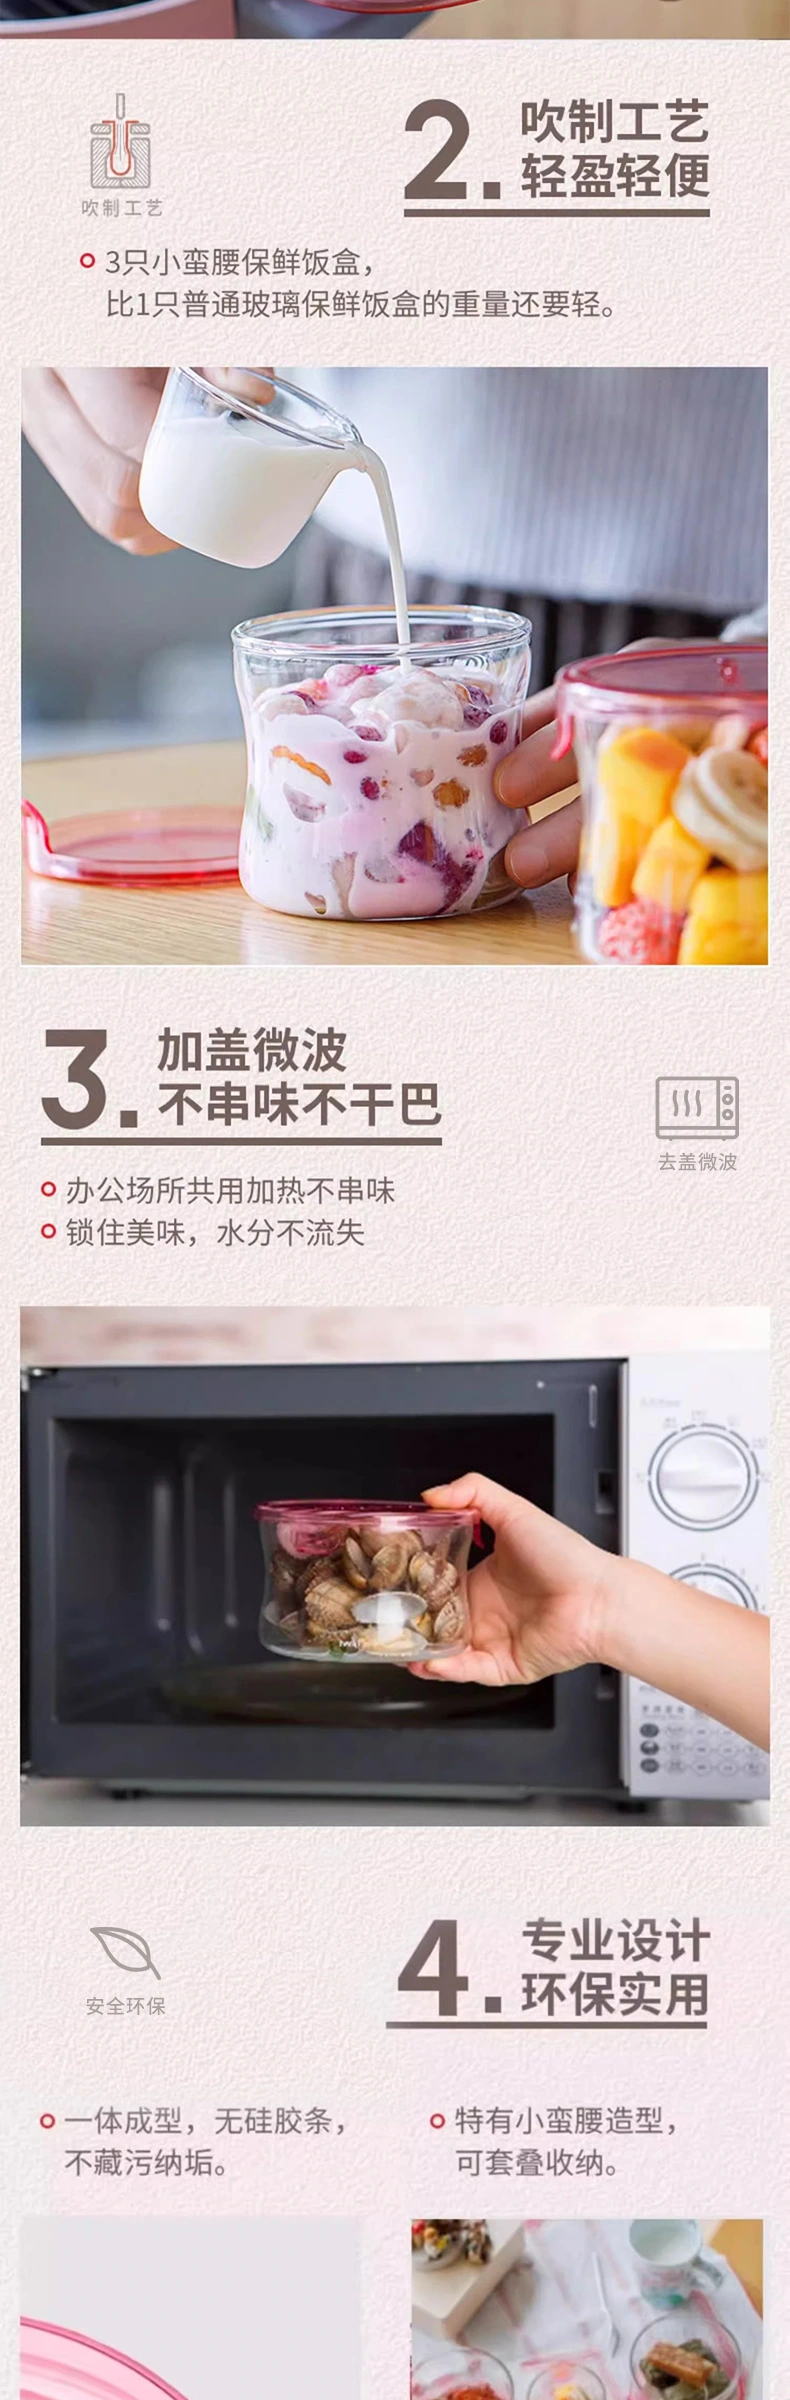 吹制工艺
2. 吹制工艺
轻盈轻便
3只小蛮腰保鲜饭盒，
比1只普通玻璃保鲜饭盒的重量还要轻。
3. 加盖微波
不串味不干巴
去盖微波
办公场所共用加热不串味
锁住美味，水分不流失
安全环保
4. 专业设计
环保实用
一体成型，无硅胶条，
不藏污纳垢。
特有小蛮腰造型，
可套叠收纳。